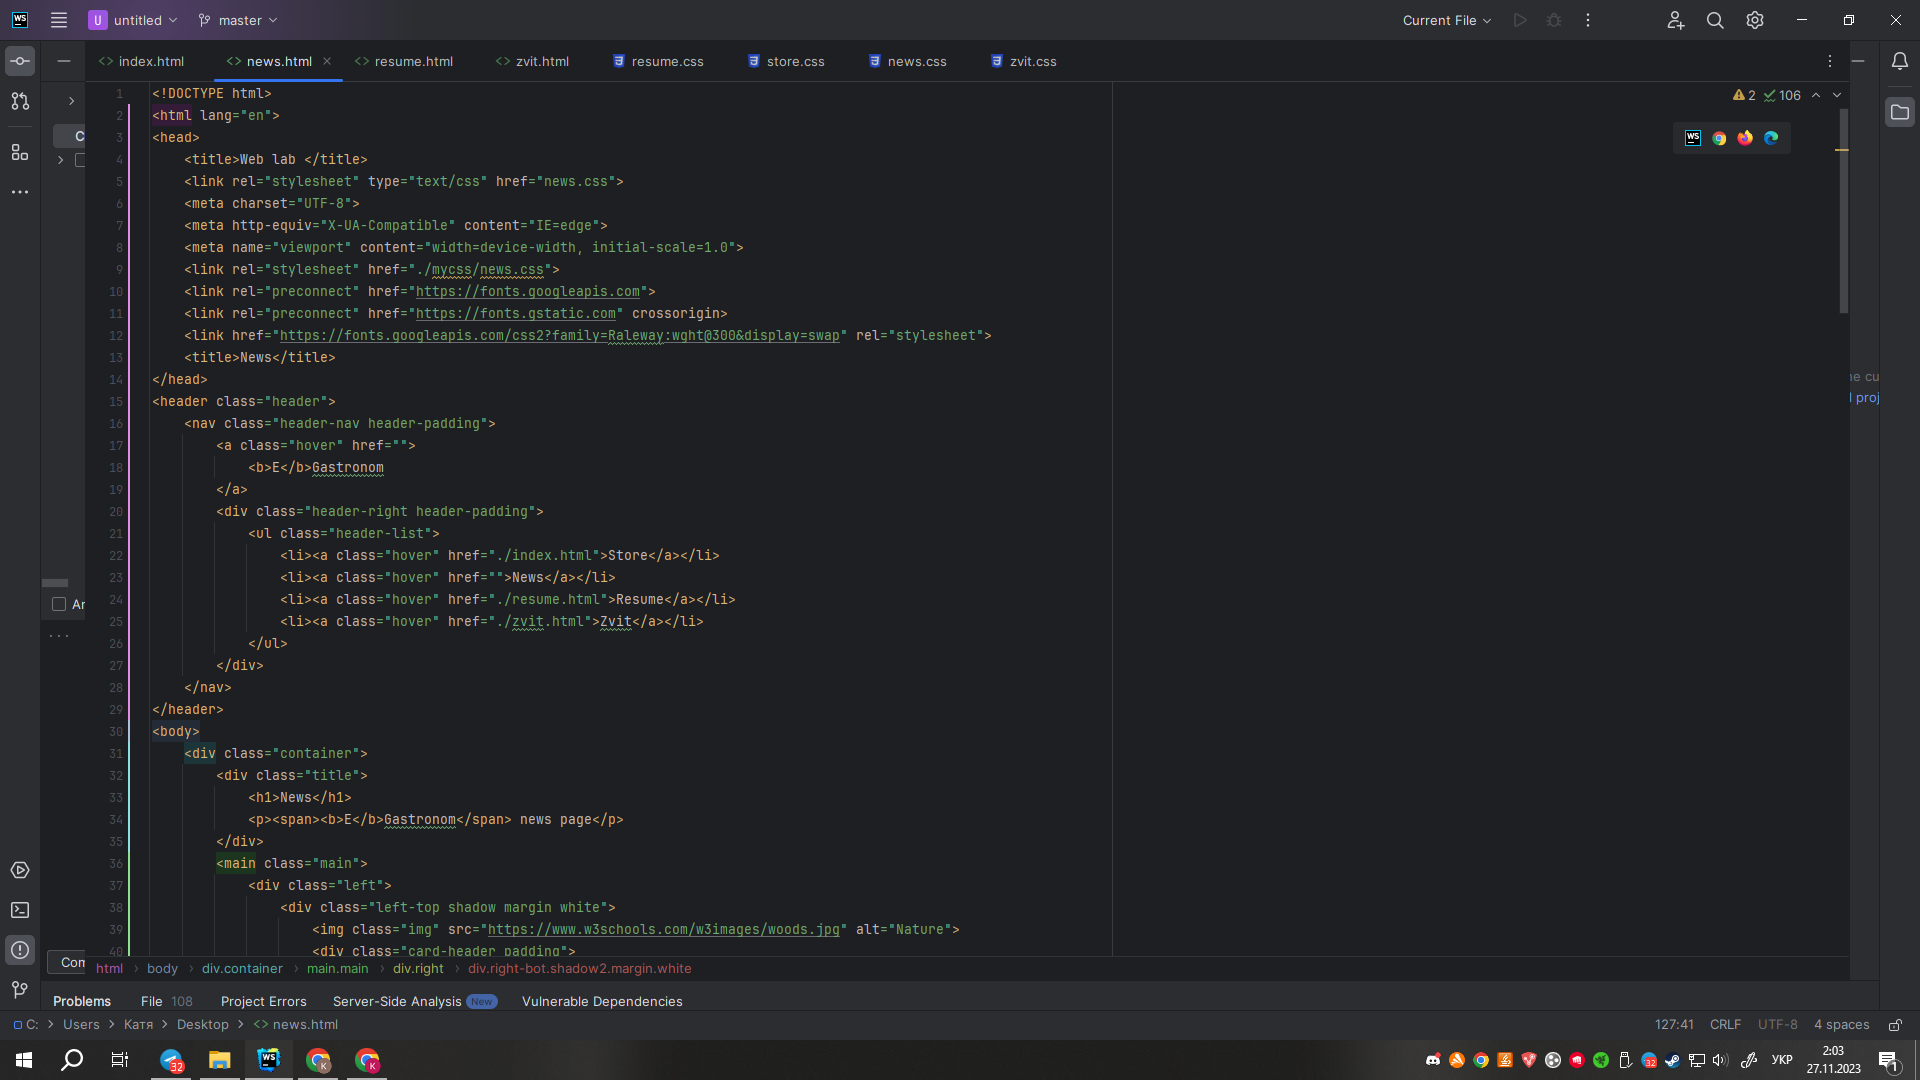 WS
U untitled
master
Current File
index.html
news.html
resume.html
zvit.html
resume.css
store.css
news.css
zvit.css
2 106
1 <!DOCTYPE html>
2 <html lang="en">
3 <head>
4 <title>Web lab </title>
5 <link rel="stylesheet" type="text/css" href="news.css">
6 <meta charset="UTF-8">
7 <meta http-equiv="X-UA-Compatible" content="IE=edge">
8 <meta name="viewport" content="width=device-width, initial-scale=1.0">
9 <link rel="stylesheet" href="./mycss/news.css">
10 <link rel="preconnect" href="https://fonts.googleapis.com">
11 <link rel="preconnect" href="https://fonts.gstatic.com" crossorigin>
12 <link href="https://fonts.googleapis.com/css2?family=Raleway:wght@300&display=swap" rel="stylesheet">
13 <title>News</title>
14 </head>
15 <header class="header">
16 <nav class="header-nav header-padding">
17 <a class="hover" href="">
18 <b>E</b>Gastronom
19 </a>
20 <div class="header-right header-padding">
21 <ul class="header-list">
22 <li><a class="hover" href="./index.html">Store</a></li>
23 <li><a class="hover" href="">News</a></li>
24 <li><a class="hover" href="./resume.html">Resume</a></li>
25 <li><a class="hover" href="./zvit.html">Zvit</a></li>
26 </ul>
27 </div>
28 </nav>
29 </header>
30 <body>
31 <div class="container">
32 <div class="title">
33 <h1>News</h1>
34 <p><span><b>E</b>Gastronom</span> news page</p>
35 </div>
36 <main class="main">
37 <div class="left">
38 <div class="left-top shadow margin white">
39 <img class="img" src="https://www.w3schools.com/w3images/woods.jpg" alt="Nature">
40 <div class="card-header padding">
html
body
div.container
main.main
div.right
div.right-bot.shadow2.margin.white
Problems
File 108
Project Errors
Server-Side Analysis New
Vulnerable Dependencies
C: > Users > Катя > Desktop > news.html
127:41
CRLF
UTF-8
4 spaces
32
WS
K
K
32
УКР
2:03
27.11.2023
1